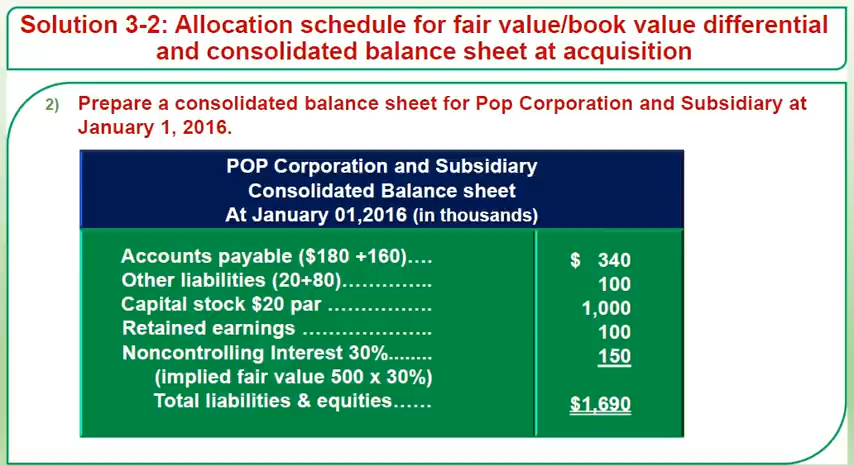 Solution 3-2: Allocation schedule for fair value/book value differential
and consolidated balance sheet at acquisition
2) Prepare a consolidated balance sheet for Pop Corporation and Subsidiary at
January 1, 2016.
POP Corporation and Subsidiary
Consolidated Balance sheet
At January 01,2016 (in thousands)
Accounts payable ($180 +160)…. $ 340
Other liabilities (20+80)………….. 100
Capital stock $20 par ……………. 1,000
Retained earnings ……………….. 100
Noncontrolling Interest 30%........ 150
(implied fair value 500 x 30%)
Total liabilities & equities…… $1,690